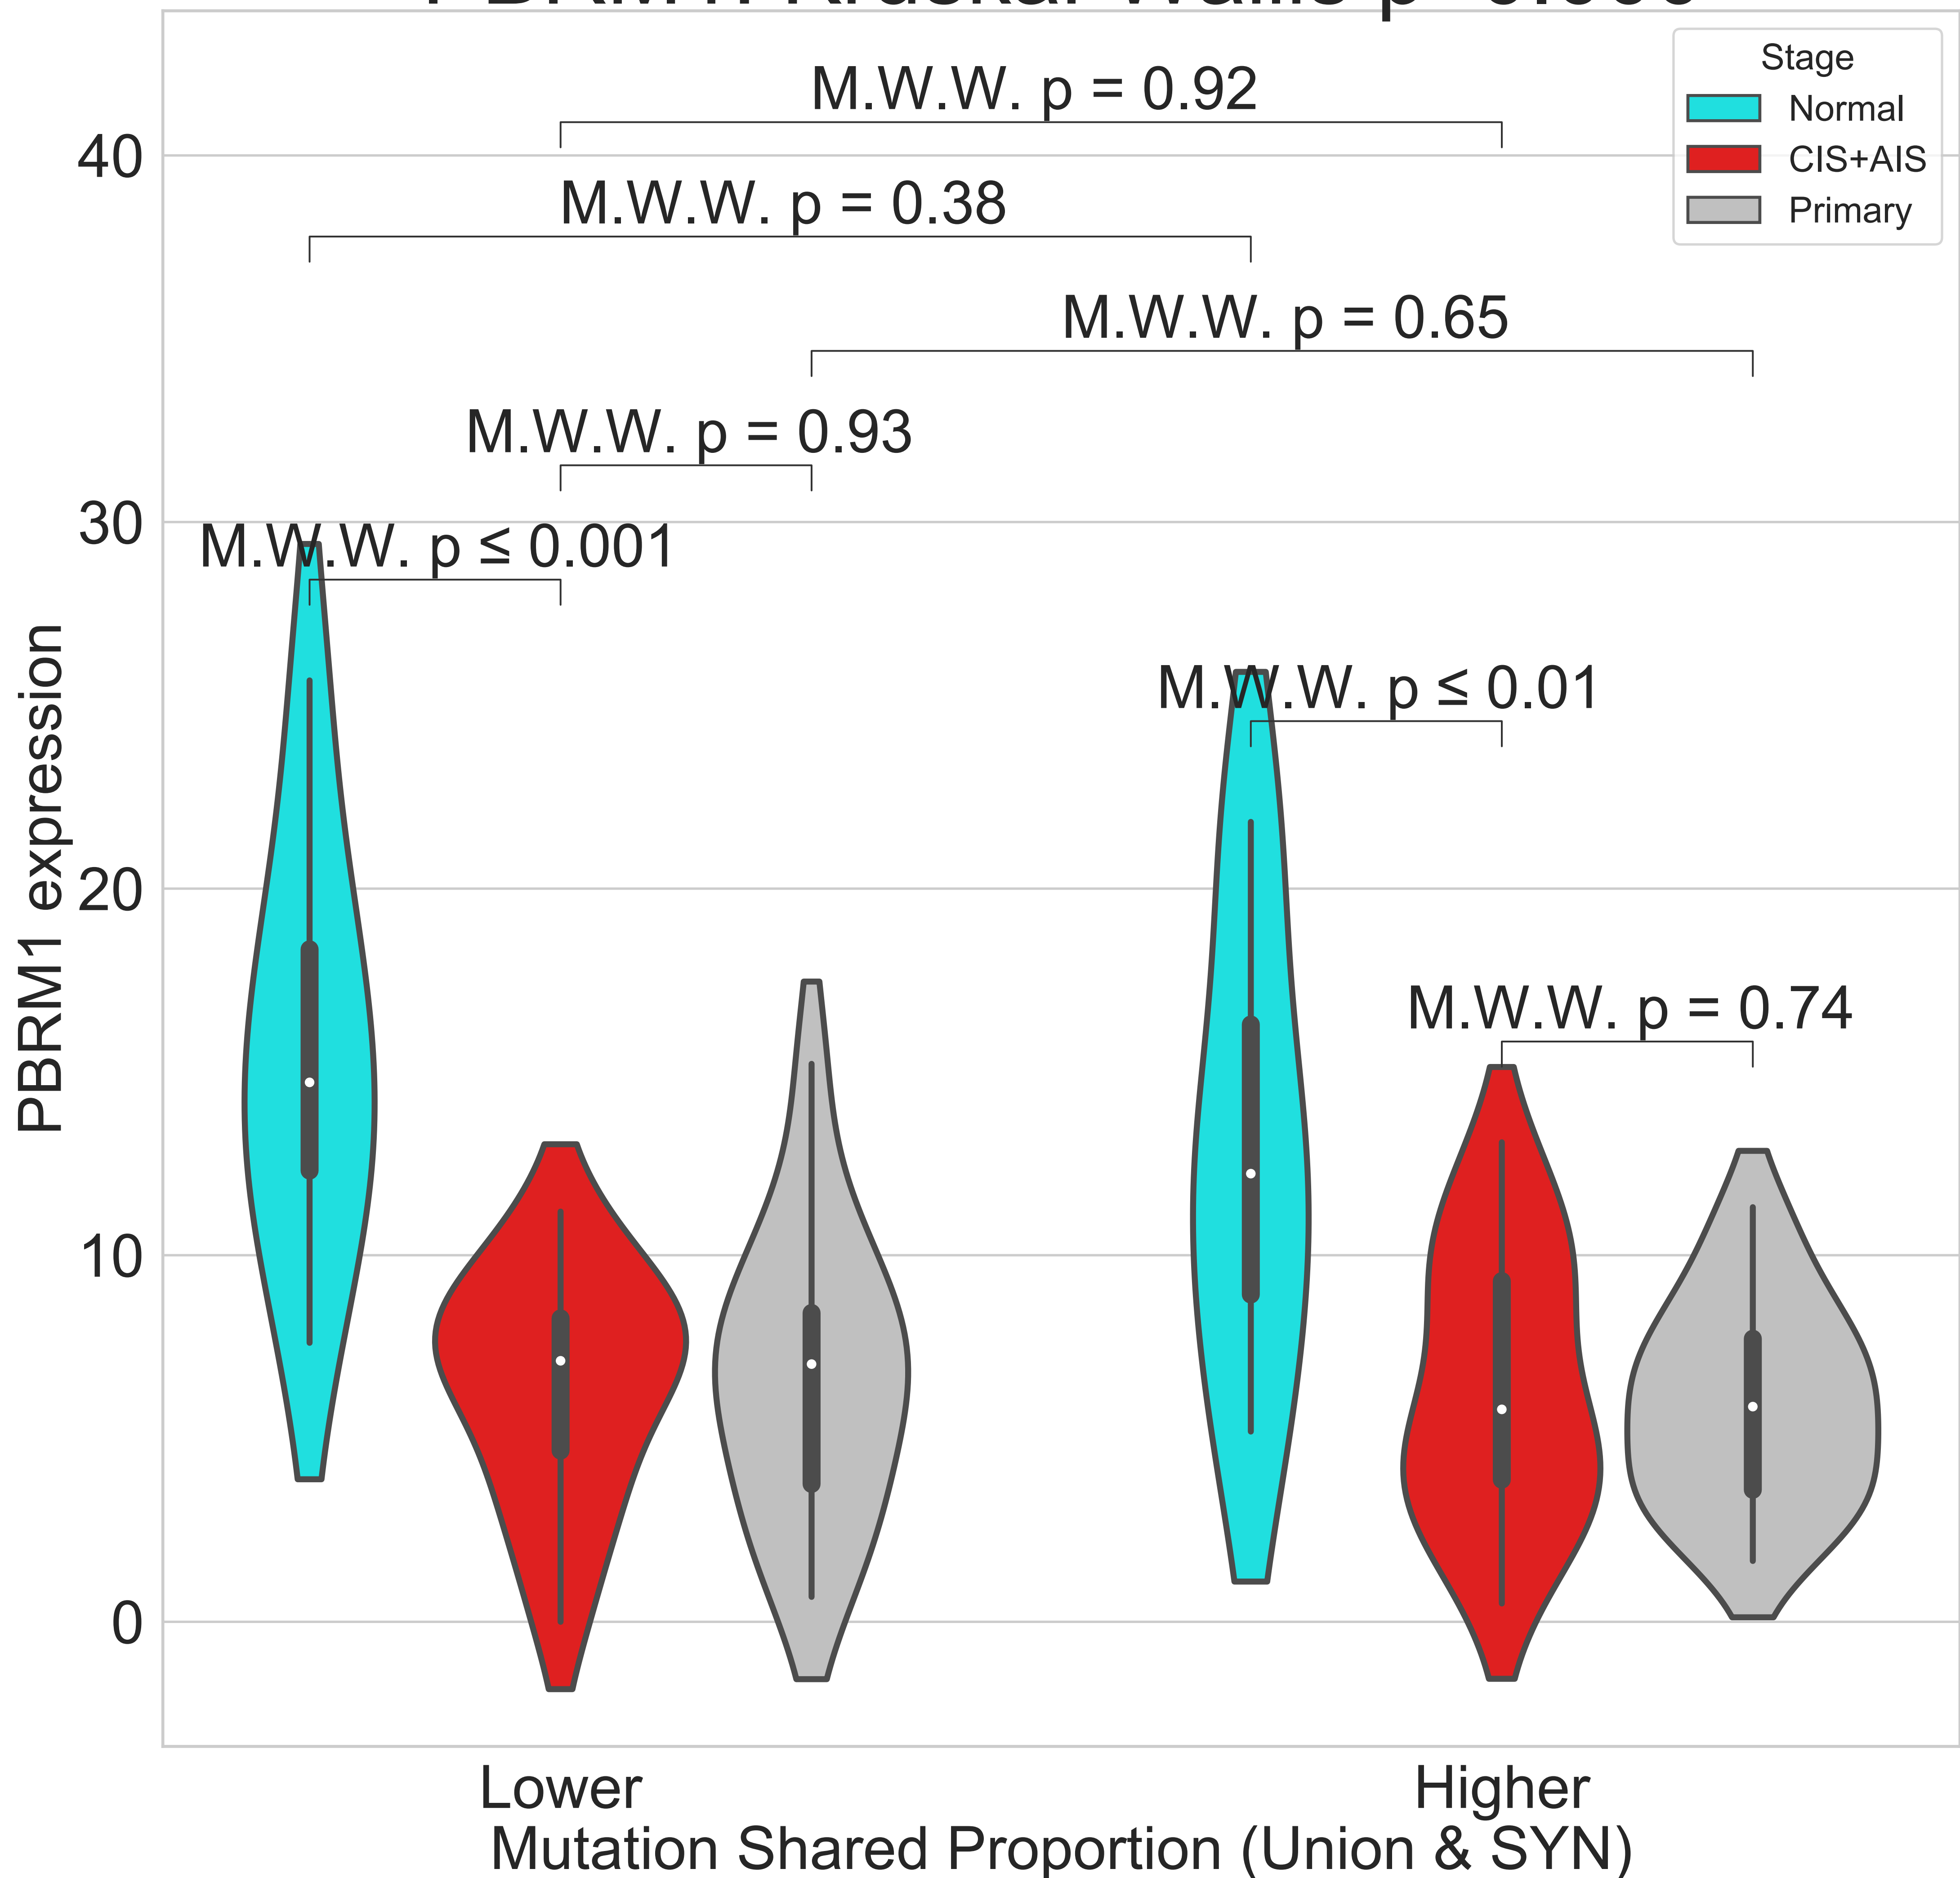 Stage
Normal
CIS+AIS
Primary
M.W.W. p = 0.92
M.W.W. p = 0.38
M.W.W. p = 0.65
M.W.W. p = 0.93
M.W.W. p ≤ 0.001
M.W.W. p ≤ 0.01
M.W.W. p = 0.74
40
30
20
10
0
PBRM1 expression
Lower
Higher
Mutation Shared Proportion (Union & SYN)